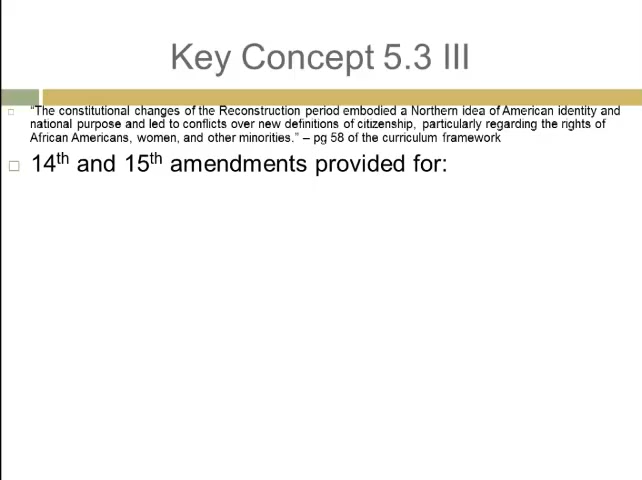 Key Concept 5.3 III
“The constitutional changes of the Reconstruction period embodied a Northern idea of American identity and
national purpose and led to conflicts over new definitions of citizenship, particularly regarding the rights of
African Americans, women, and other minorities.” – pg 58 of the curriculum framework
14th and 15th amendments provided for: